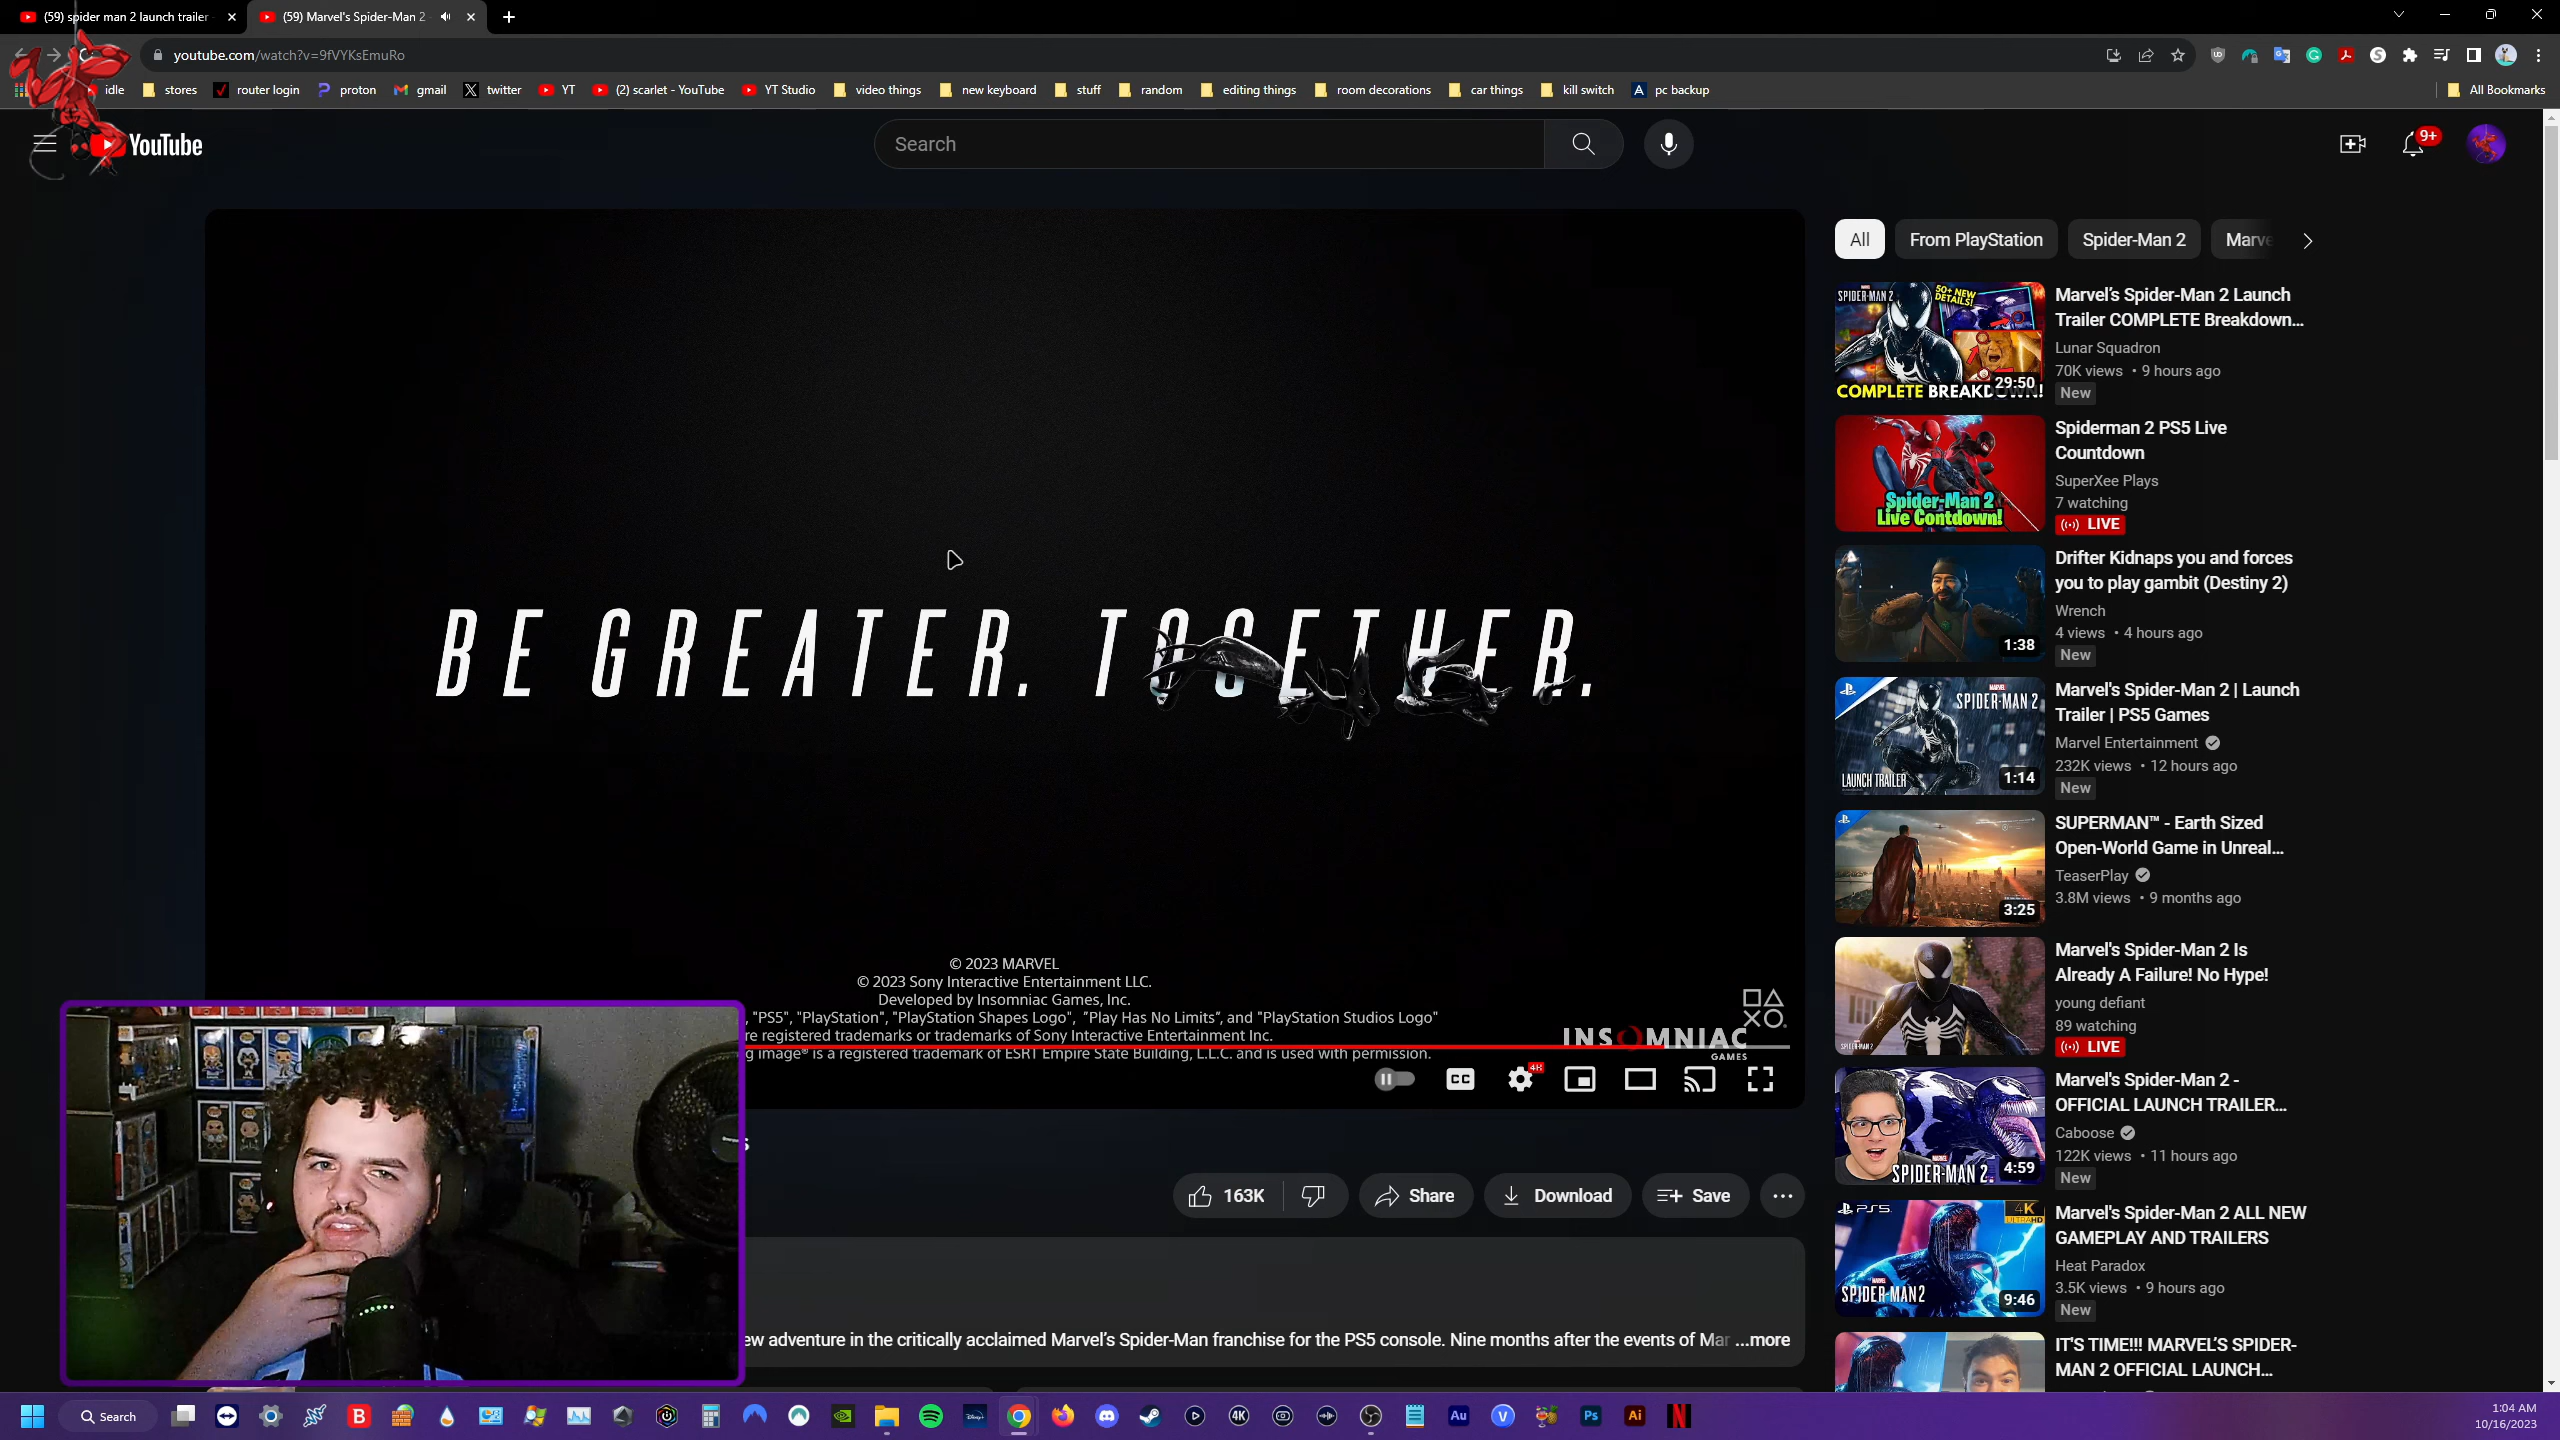 (59) spider man 2 launch trailer
(59) Marvel's Spider-Man 2
youtube.com/watch?v=9fVYKsEmuRo
idle
stores
router login
proton
gmail
twitter
YT
(2) scarlet - YouTube
YT Studio
video things
new keyboard
stuff
random
editing things
room decorations
car things
kill switch
pc backup
All Bookmarks
YouTube
Search
9+
BE GREATER. TOGETHER.
© 2023 MARVEL
© 2023 Sony Interactive Entertainment LLC.
Developed by Insomniac Games, Inc.
, "PS5", "PlayStation", "PlayStation Shapes Logo", "Play Has No Limits", and "PlayStation Studios Logo"
re registered trademarks or trademarks of Sony Interactive Entertainment Inc.
g image® is a registered trademark of ESRT Empire State Building, L.L.C. and is used with permission.
INSOMNIAC
GAMES
CC
4K
s
163K
Share
Download
Save
ew adventure in the critically acclaimed Marvel's Spider-Man franchise for the PS5 console. Nine months after the events of Mar ...more
All
From PlayStation
Spider-Man 2
Marve
SPIDER-MAN 2
50+ NEW
DETAILS!
COMPLETE BREAKDOWN!
29:50
Marvel's Spider-Man 2 Launch
Trailer COMPLETE Breakdown...
Lunar Squadron
70K views • 9 hours ago
New
Spider-Man 2
Live Contdown!
Spiderman 2 PS5 Live
Countdown
SuperXee Plays
7 watching
LIVE
1:38
Drifter Kidnaps you and forces
you to play gambit (Destiny 2)
Wrench
4 views • 4 hours ago
New
SPIDER-MAN 2
LAUNCH TRAILER
1:14
Marvel's Spider-Man 2 | Launch
Trailer | PS5 Games
Marvel Entertainment
232K views • 12 hours ago
New
3:25
SUPERMAN™ - Earth Sized
Open-World Game in Unreal...
TeaserPlay
3.8M views • 9 months ago
SPIDER-MAN 2
Marvel's Spider-Man 2 Is
Already A Failure! No Hype!
young defiant
89 watching
LIVE
SPIDER-MAN 2
4:59
Marvel's Spider-Man 2 -
OFFICIAL LAUNCH TRAILER...
Caboose
122K views • 11 hours ago
New
PS5
4K
ULTRAHD
MARVEL
SPIDER-MAN 2
9:46
Marvel's Spider-Man 2 ALL NEW
GAMEPLAY AND TRAILERS
Heat Paradox
3.5K views • 9 hours ago
New
IT'S TIME!!! MARVEL'S SPIDER-
MAN 2 OFFICIAL LAUNCH...
Search
1:04 AM
10/16/2023